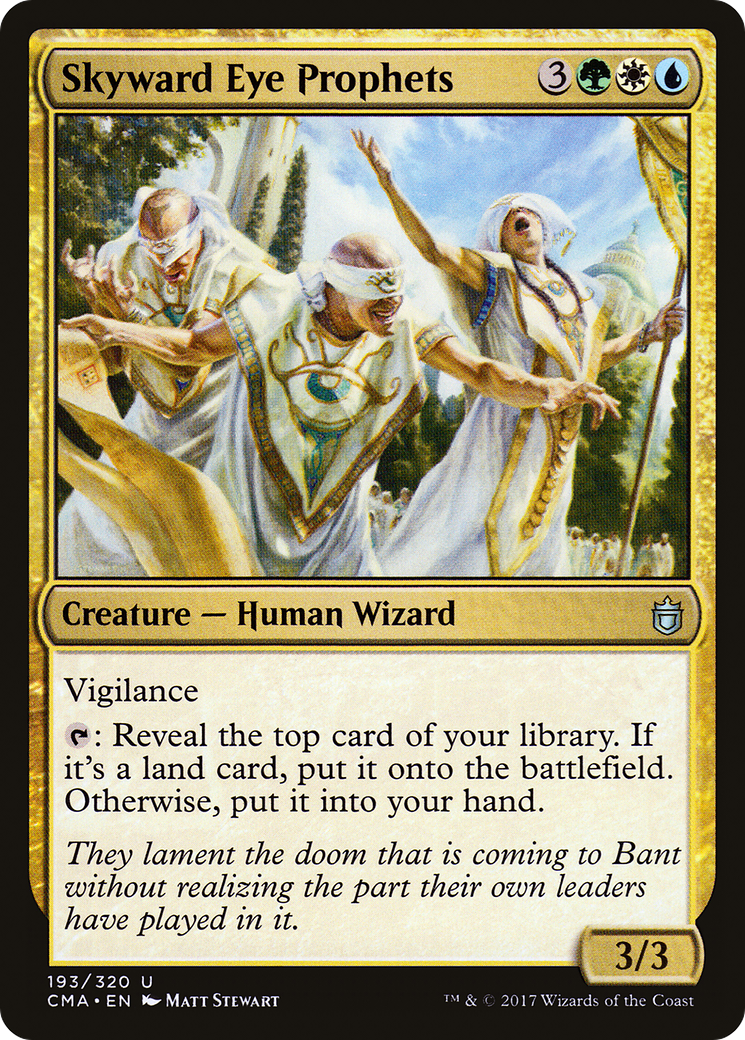 Skyward Eye Prophets 3
Creature — Human Wizard
Vigilance
: Reveal the top card of your library. If
it's a land card, put it onto the battlefield.
Otherwise, put it into your hand.
They lament the doom that is coming to Bant
without realizing the part their own leaders
have played in it.
3/3
193/320 U
CMA • EN Matt Stewart
™ & © 2017 Wizards of the Coast